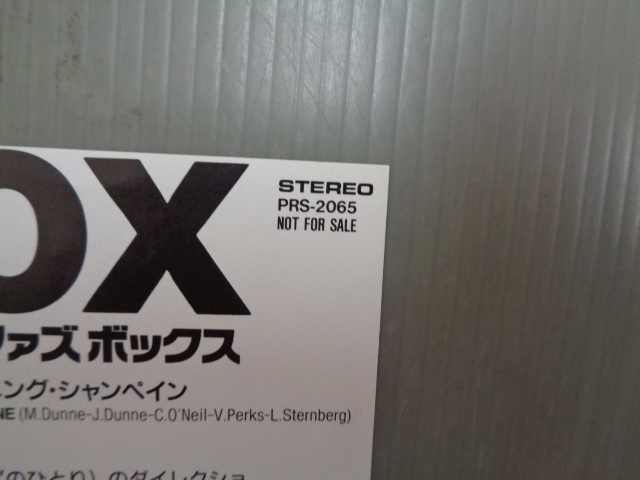 OX
STEREO
PRS-2065
NOT FOR SALE
ファズ ボックス
ング・シャンペイン
NE (M.Dunne-J.Dunne-C.O'Neil-V.Perks-L.Sternberg)
のひとり）のダイレクショ